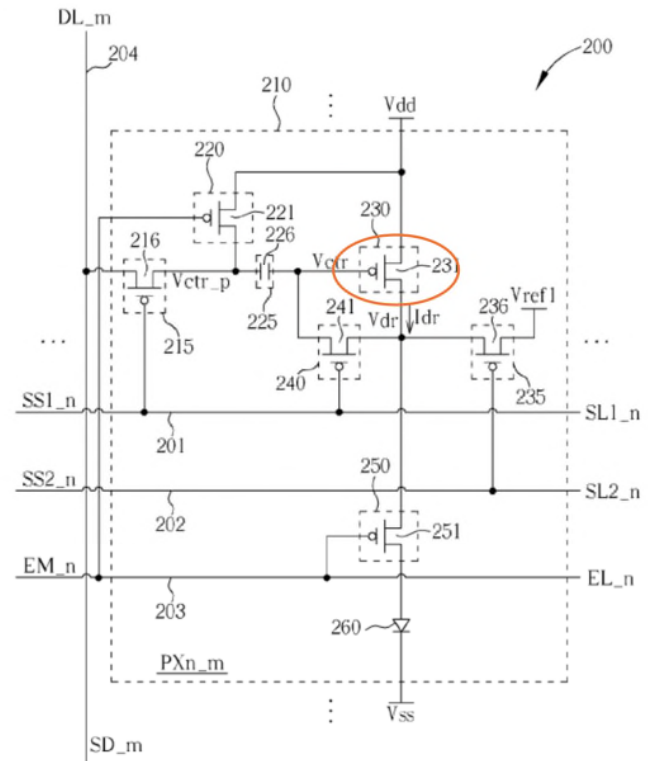 DL_m
204
200
210
Vdd
220
221
230
226
216
Vctr
231
Vctr_p
Vref1
241
Vdr
Idr
236
225
215
240
235
SS1_n
201
SL1_n
SS2_n
202
SL2_n
250
251
EM_n
203
EL_n
260
PXn_m
Vss
SD_m